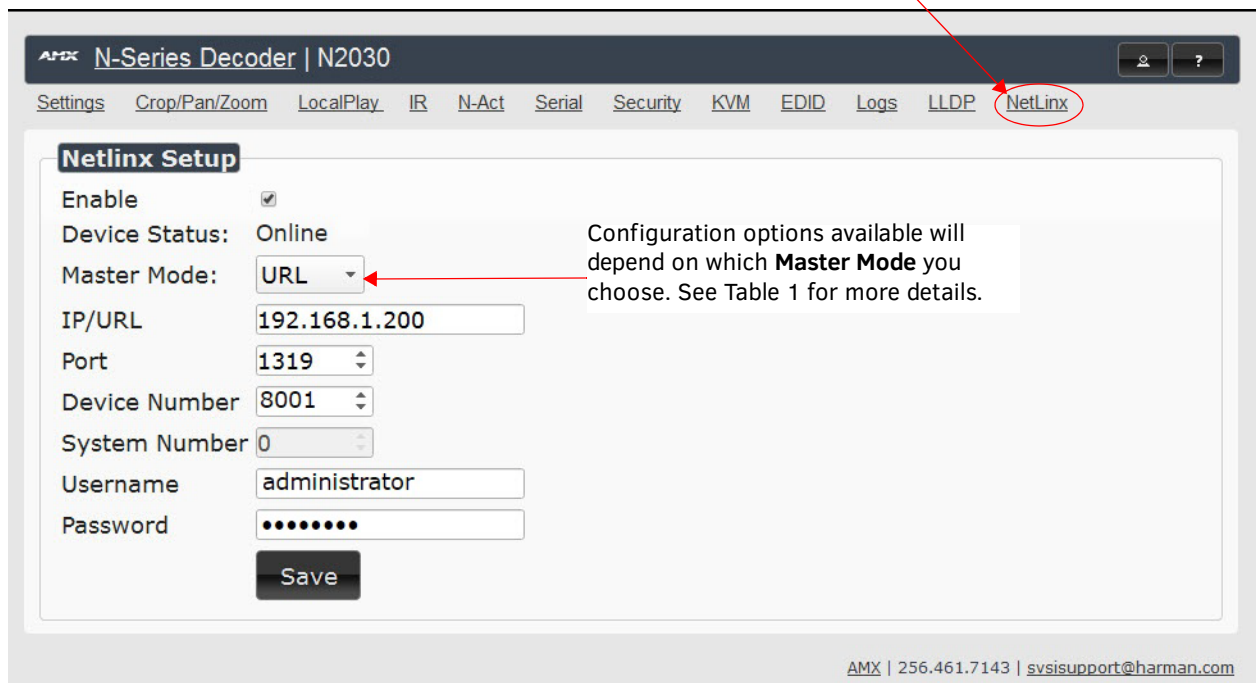 AMX N-Series Decoder | N2030
?
Settings Crop/Pan/Zoom LocalPlay IR N-Act Serial Security KVM EDID Logs LLDP NetLinx
Netlinx Setup
Enable
Device Status: Online
Master Mode: URL
Configuration options available will
depend on which Master Mode you
choose. See Table 1 for more details.
IP/URL 192.168.1.200
Port 1319
Device Number 8001
System Number 0
Username administrator
Password ••••••••
Save
AMX | 256.461.7143 | svsisupport@harman.com